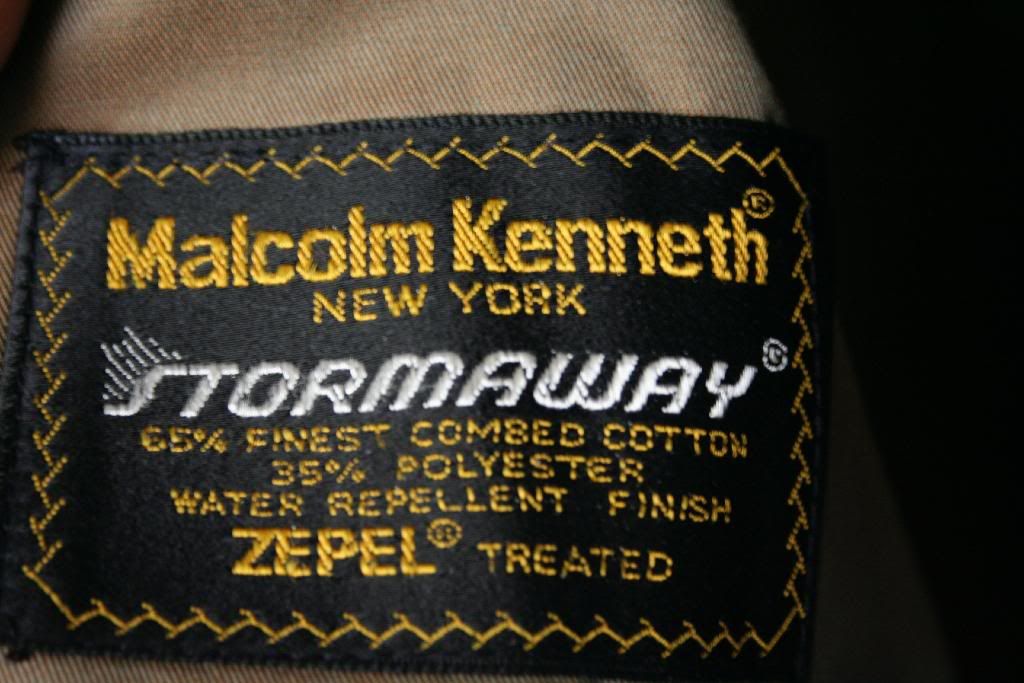 Malcolm Kenneth®
NEW YORK
STORMAWAY®
65% FINEST COMBED COTTON
35% POLYESTER
WATER REPELLENT FINISH
ZEPEL® TREATED